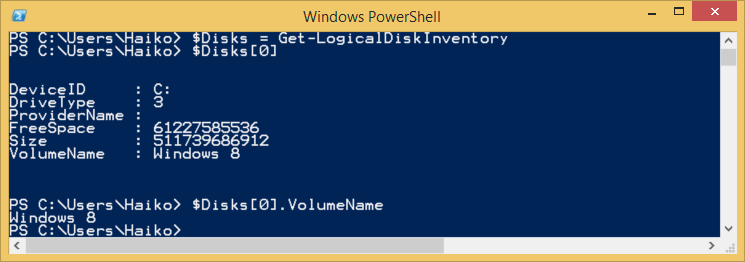 Windows PowerShell
PS C:\Users\Haiko> $Disks = Get-LogicalDiskInventory
PS C:\Users\Haiko> $Disks[0]
DeviceID     : C:
DriveType    : 3
ProviderName :
FreeSpace    : 61227585536
Size         : 511739686912
VolumeName   : Windows 8
PS C:\Users\Haiko> $Disks[0].VolumeName
Windows 8
PS C:\Users\Haiko>